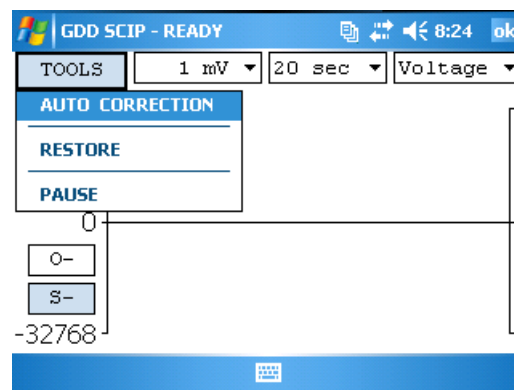 GDD SCIP - READY 8:24 ok
TOOLS 1 mV 20 sec Voltage
AUTO CORRECTION
RESTORE
PAUSE
0
O-
S-
-32768